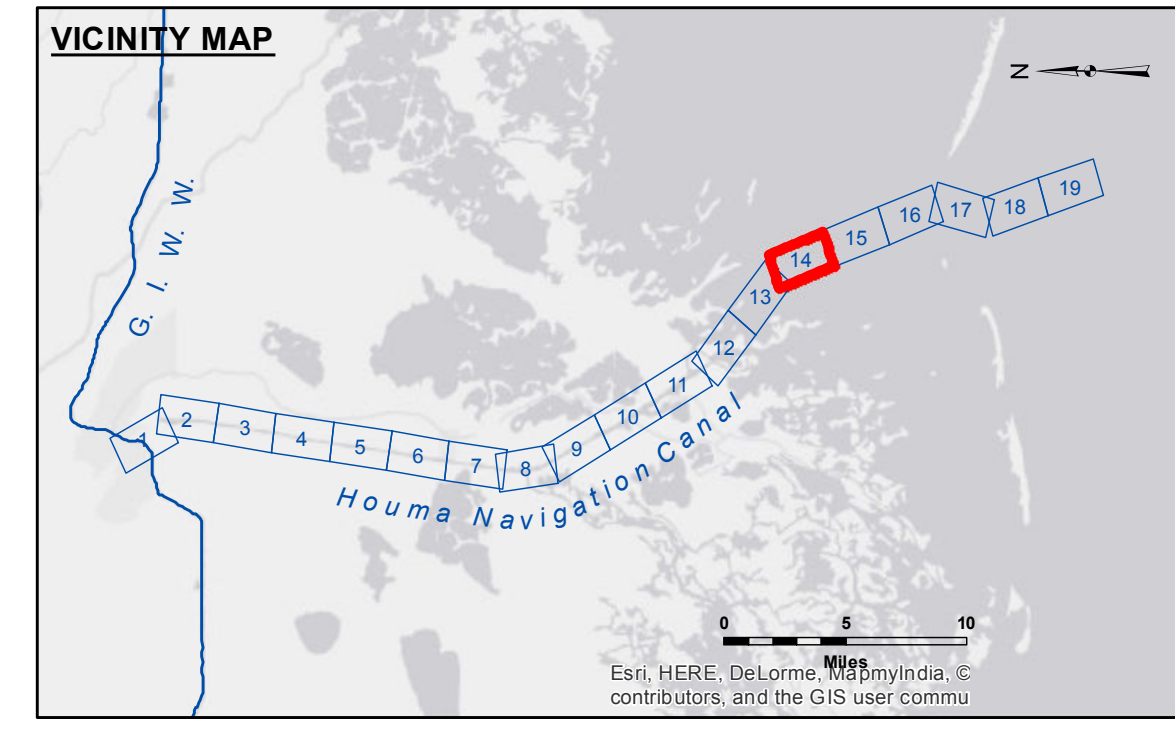 VICINITY MAP
N
G. I. W. W.
1
2
3
4
5
6
7
8
9
10
11
12
13
14
15
16
17
18
19
Houma Navigation Canal
0 5 10
Miles
Esri, HERE, DeLorme, MapmyIndia, ©
contributors, and the GIS user commu